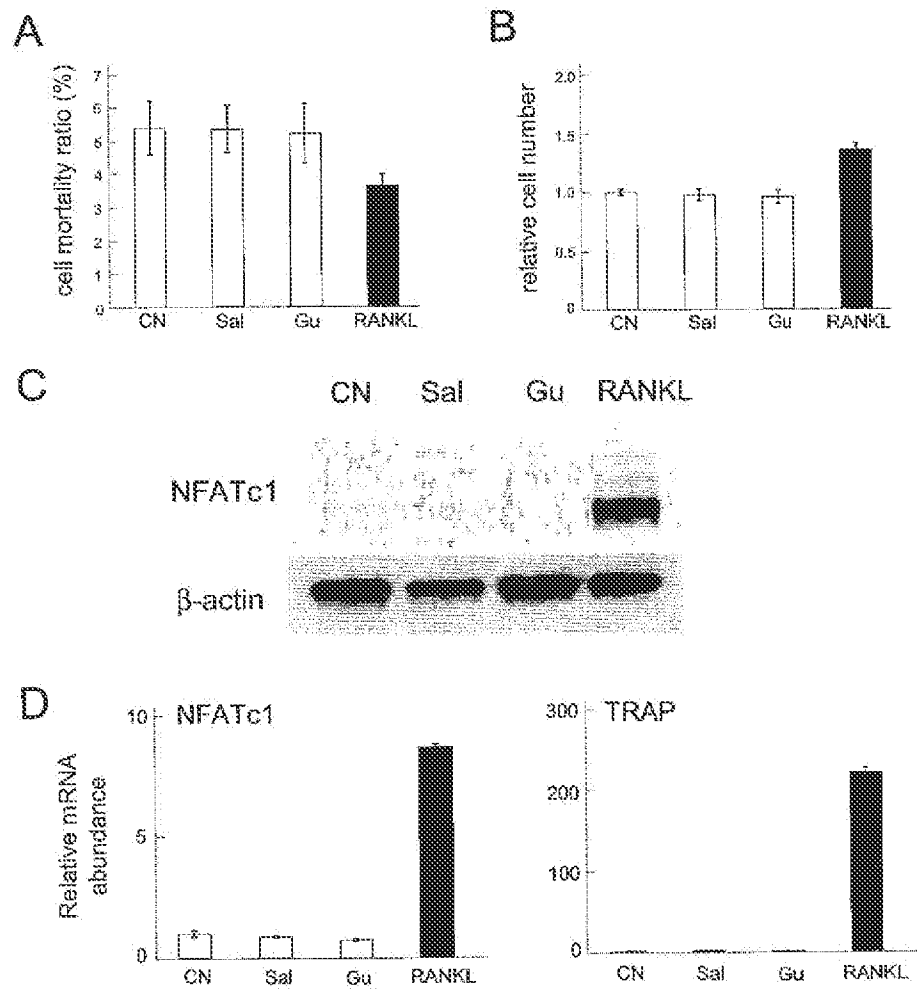 A
cell mortality ratio (%)
7
6
5
4
3
2
1
0
CN Sal Gu RANKL
B
relative cell number
2.0
1.5
1.0
0.5
0
CN Sal Gu RANKL
C
CN Sal Gu RANKL
NFATc1
β-actin
D
Relative mRNA
abundance
NFATc1
10
5
0
CN Sal Gu RANKL
TRAP
300
200
100
0
CN Sal Gu RANKL